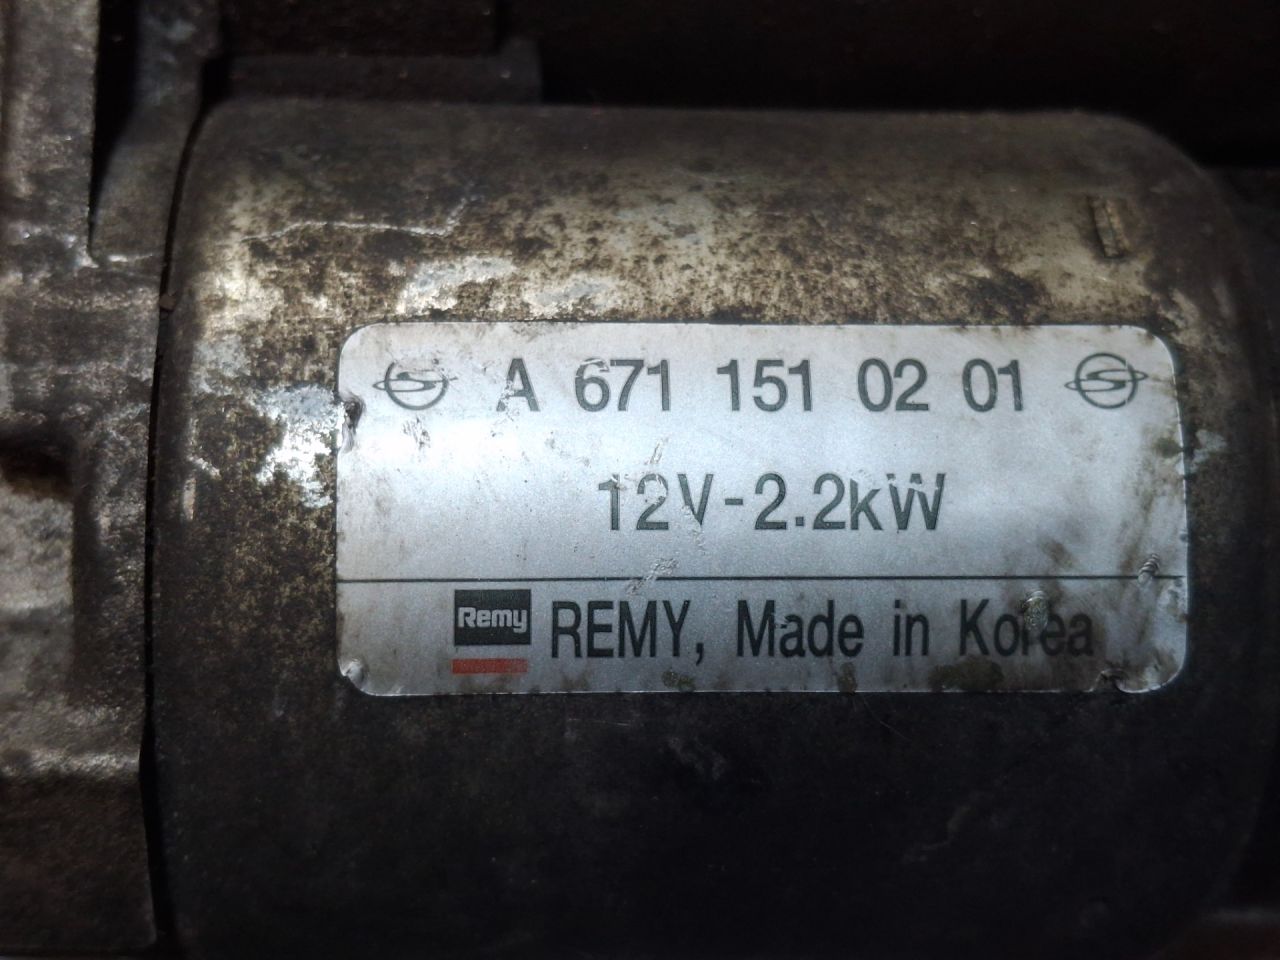 A 671 151 02 01
12V-2.2kW
Remy REMY, Made in Korea